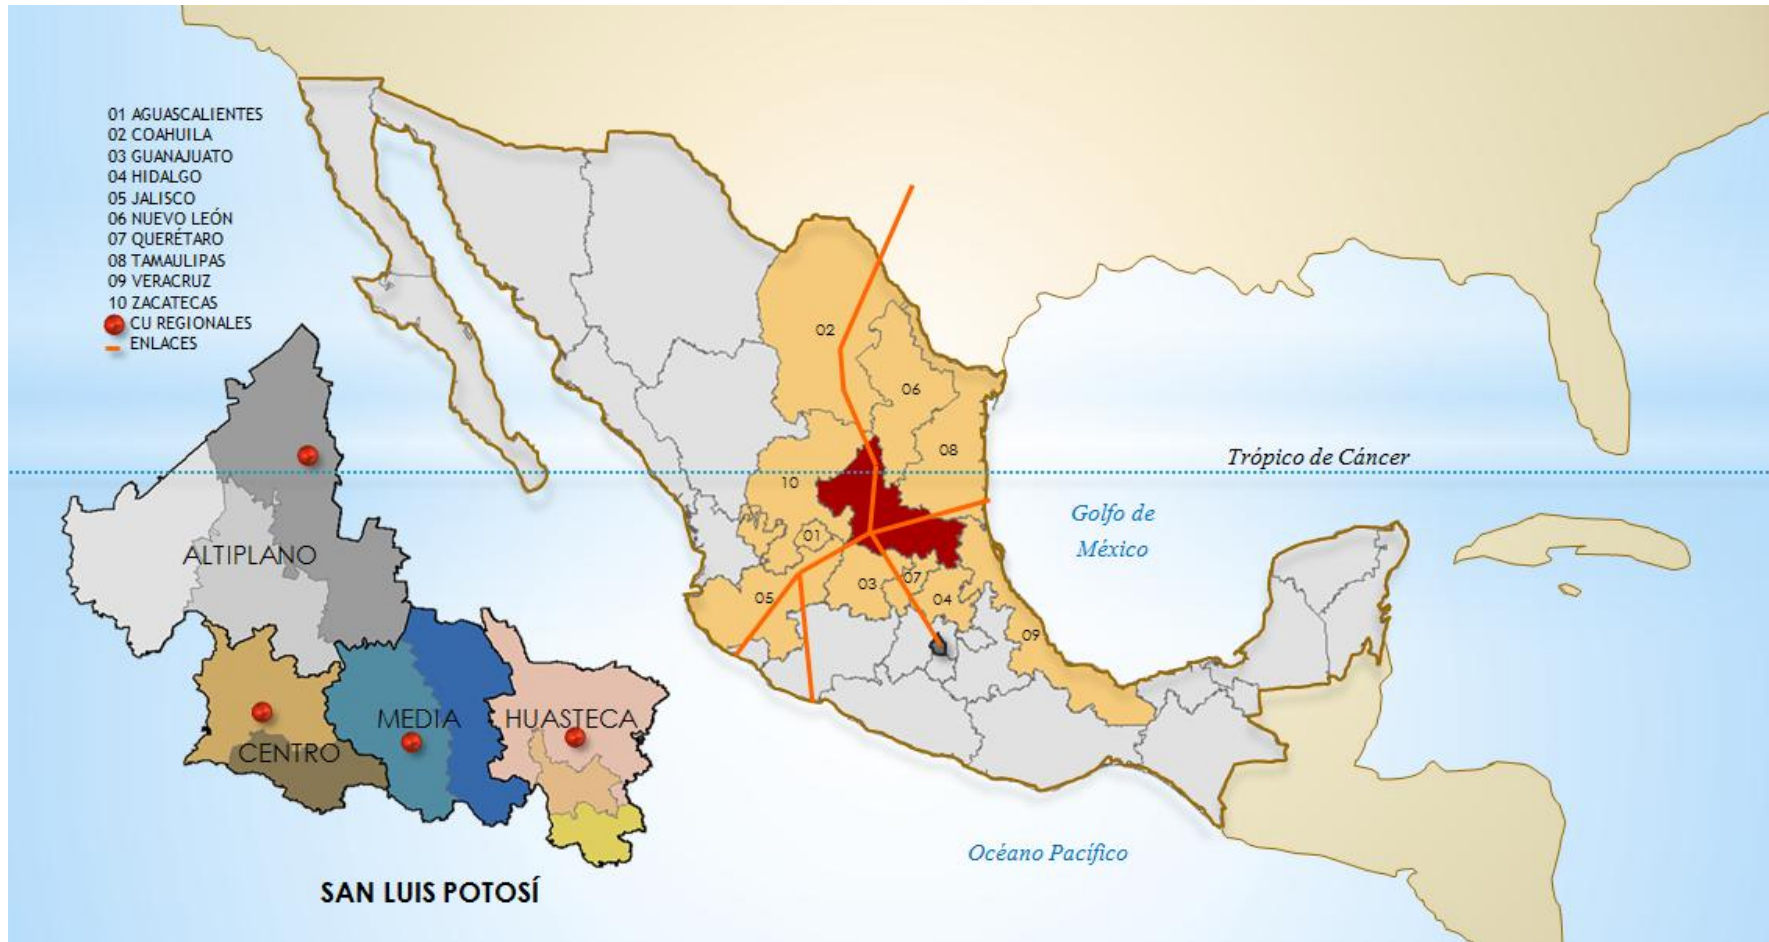 01 AGUASCALIENTES
02 COAHUILA
03 GUANAJUATO
04 HIDALGO
05 JALISCO
06 NUEVO LEÓN
07 QUERÉTARO
08 TAMAULIPAS
09 VERACRUZ
10 ZACATECAS
CU REGIONALES
ENLACES
02
06
08
10
01
03
07
05
04
09
Trópico de Cáncer
Golfo de
México
Océano Pacífico
ALTIPLANO
MEDIA
HUASTECA
CENTRO
SAN LUIS POTOSÍ